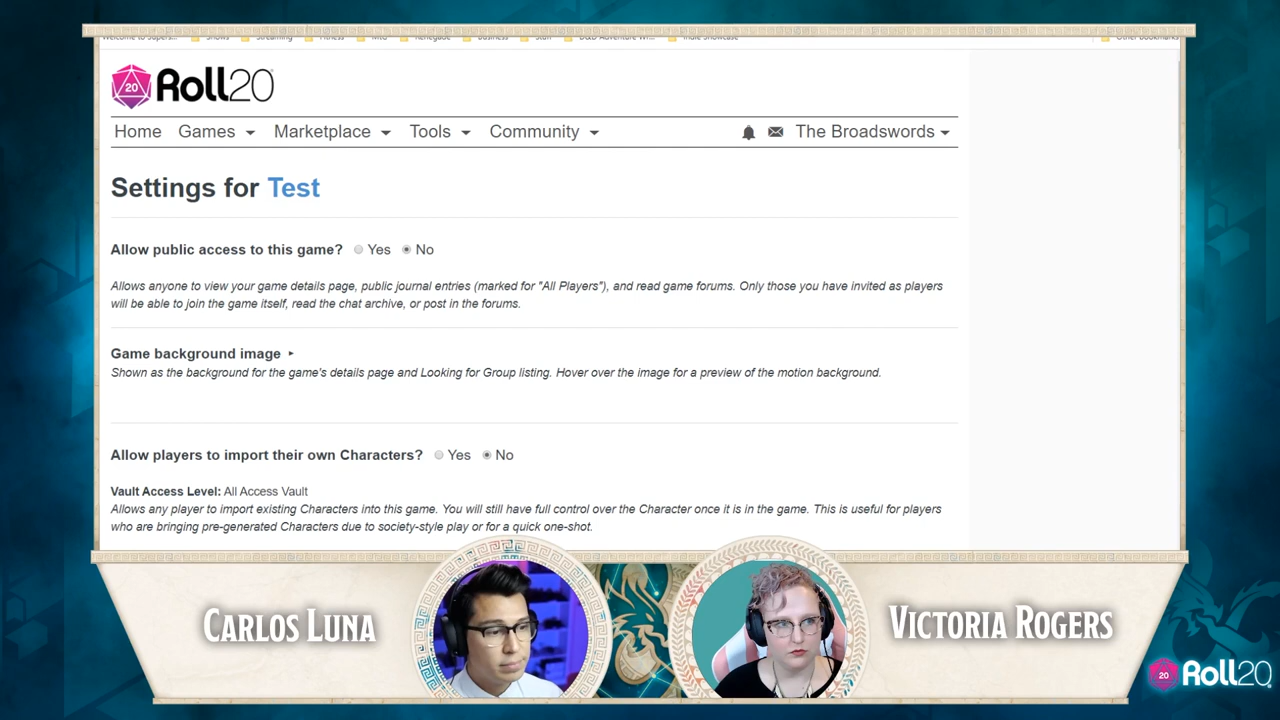 Roll20
Home Games Marketplace Tools Community The Broadswords
Settings for Test
Allow public access to this game? Yes No
Allows anyone to view your game details page, public journal entries (marked for "All Players"), and read game forums. Only those you have invited as players
will be able to join the game itself, read the chat archive, or post in the forums.
Game background image
Shown as the background for the game's details page and Looking for Group listing. Hover over the image for a preview of the motion background.
Allow players to import their own Characters? Yes No
Vault Access Level: All Access Vault
Allows any player to import existing Characters into this game. You will still have full control over the Character once it is in the game. This is useful for players
who are bringing pre-generated Characters due to society-style play or for a quick one-shot.
Carlos Luna
Victoria Rogers
20 Roll20